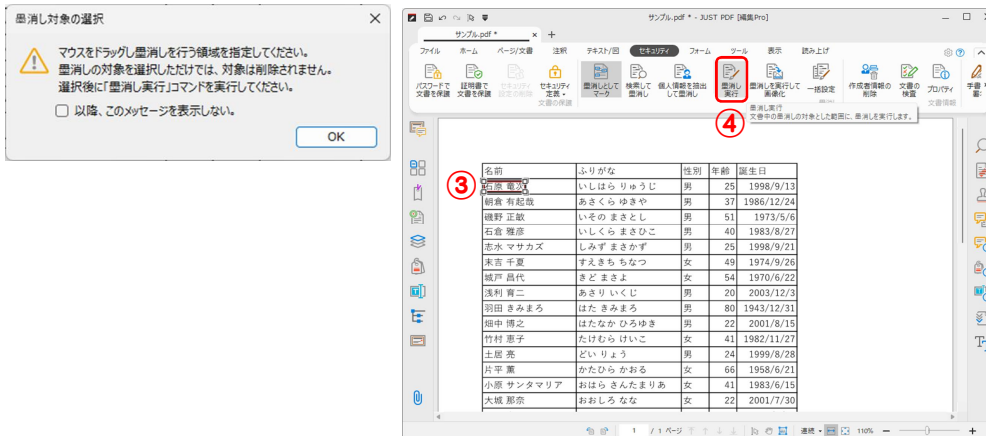 墨消し対象の選択
マウスをドラッグし墨消しを行う領域を指定してください。
墨消しの対象を選択しただけでは、対象は削除されません。
選択後に「墨消し実行」コマンドを実行してください。
以降、このメッセージを表示しない。
OK
サンプル.pdf * - JUST PDF [編集Pro]
サンプル.pdf *
ファイル ホーム ページ/文書 注釈 テキスト/図 セキュリティ フォーム ツール 表示 読み上げ
パスワードで文書を保護
証明書で文書を保護
セキュリティ設定の削除
セキュリティ定義
墨消しとしてマーク
検索して墨消し
個人情報を抽出して墨消し
墨消し実行
墨消しを実行して画像化
一括設定
作成者情報の削除
文書の検査
プロパティ
手書
文書の保護
文書情報
墨消し実行
文書中の墨消しの対象とした範囲に、墨消しを実行します。
④
③
名前 ふりがな 性別 年齢 誕生日
石原 竜次 いしはら りゅうじ 男 25 1998/9/13
朝倉 有起哉 あさくら ゆきや 男 37 1986/12/24
磯野 正敏 いその まさとし 男 51 1973/5/6
石倉 雅彦 いしくら まさひこ 男 40 1983/8/27
志水 マサカズ しみず まさかず 男 25 1998/9/21
末吉 千夏 すえきち ちなつ 女 49 1974/9/26
城戸 昌代 きど まさよ 女 54 1970/6/22
浅利 育二 あさり いくじ 男 20 2003/12/3
羽田 きみまろ はた きみまろ 男 80 1943/12/31
畑中 博之 はたなか ひろゆき 男 22 2001/8/15
竹村 恵子 たけむら けいこ 女 41 1982/11/27
土居 亮 どい りょう 男 24 1999/8/28
片平 薫 かたひら かおる 女 66 1958/6/21
小原 サンタマリア おはら さんたまりあ 女 41 1983/6/15
大城 那奈 おおしろ なな 女 22 2001/7/30
1 / 1 ページ 連続 110%